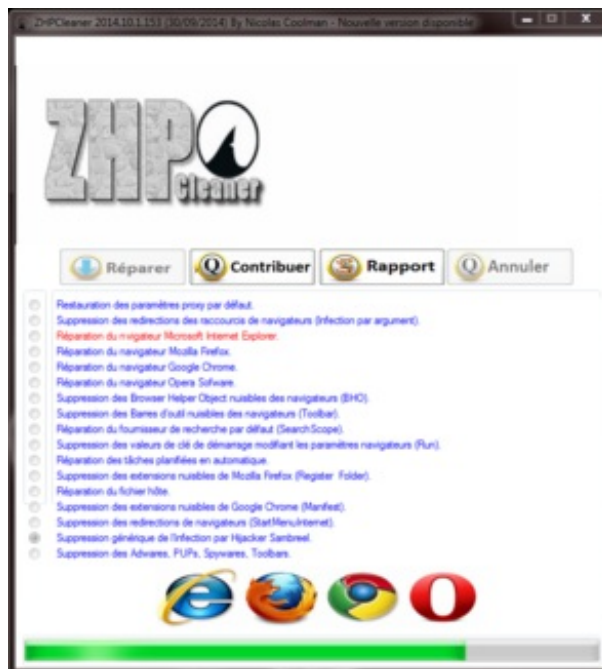 ZHPCleaner 2014.10.1.153 (30/09/2014) By Nicolas Coolman - Nouvelle version disponible
ZHP
Cleaner
Réparer
Contribuer
Rapport
Annuler
Restauration des paramètres proxy par défaut.
Suppression des redirections des raccourcis de navigateurs (Infection par argument).
Réparation du navigateur Microsoft Internet Explorer.
Réparation du navigateur Mozilla Firefox.
Réparation du navigateur Google Chrome.
Réparation du navigateur Opera Sofware.
Suppression des Browser Helper Object nuisibles des navigateurs (BHO).
Suppression des Barres d'outil nuisibles des navigateurs (Toolbar).
Réparation du fournisseur de recherche par défaut (SearchScope).
Suppression des valeurs de clé de démarrage modifiant les paramètres navigateurs (Run).
Réparation des tâches planifiées en automatique.
Suppression des extensions nuisibles de Mozilla Firefox (Register Folder).
Réparation du fichier hôte.
Suppression des extensions nuisibles de Google Chrome (Manifest).
Suppression des redirections de navigateurs (StartMenuInternet).
Suppression générique de l'infection par Hijacker Sambreel.
Suppression des Adwares, PUPs, Spywares, Toolbars.